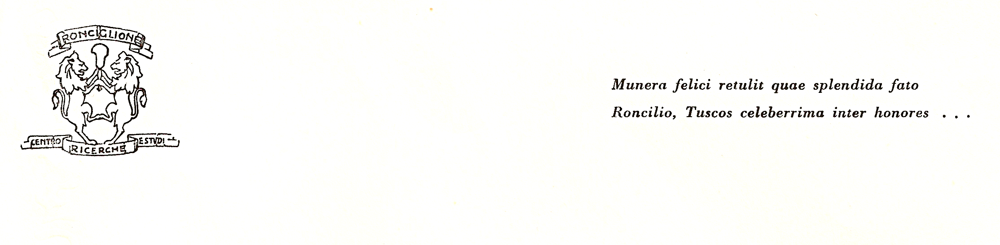 RONCIGLIONE
CENTRO RICERCHE E STVDI
Munera felici retulit quae splendida fato
Roncilio, Tuscos celeberrima inter honores . . .